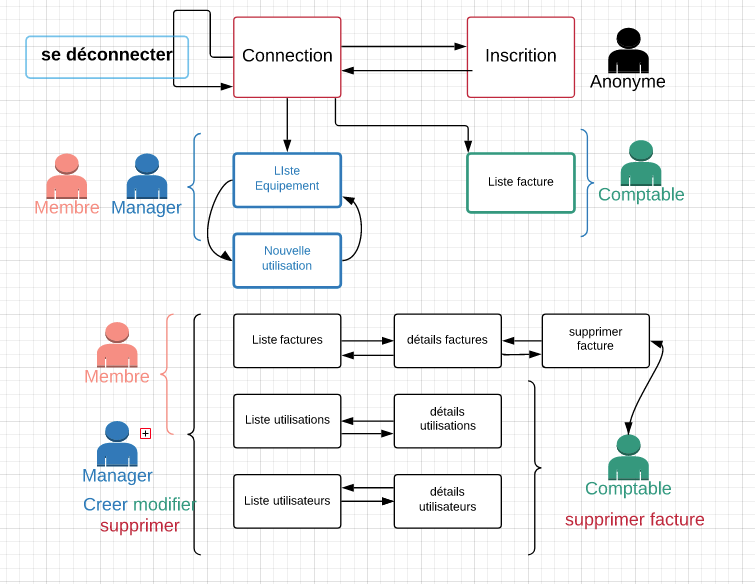 se déconnecter
Connection
Inscrition
Anonyme
LIste
Equipement
Liste facture
Membre
Manager
Comptable
Nouvelle
utilisation
Liste factures
détails factures
supprimer
facture
Membre
Liste utilisations
détails
utilisations
Manager
Comptable
Creer modifier
supprimer
Liste utilisateurs
détails
utilisateurs
supprimer facture